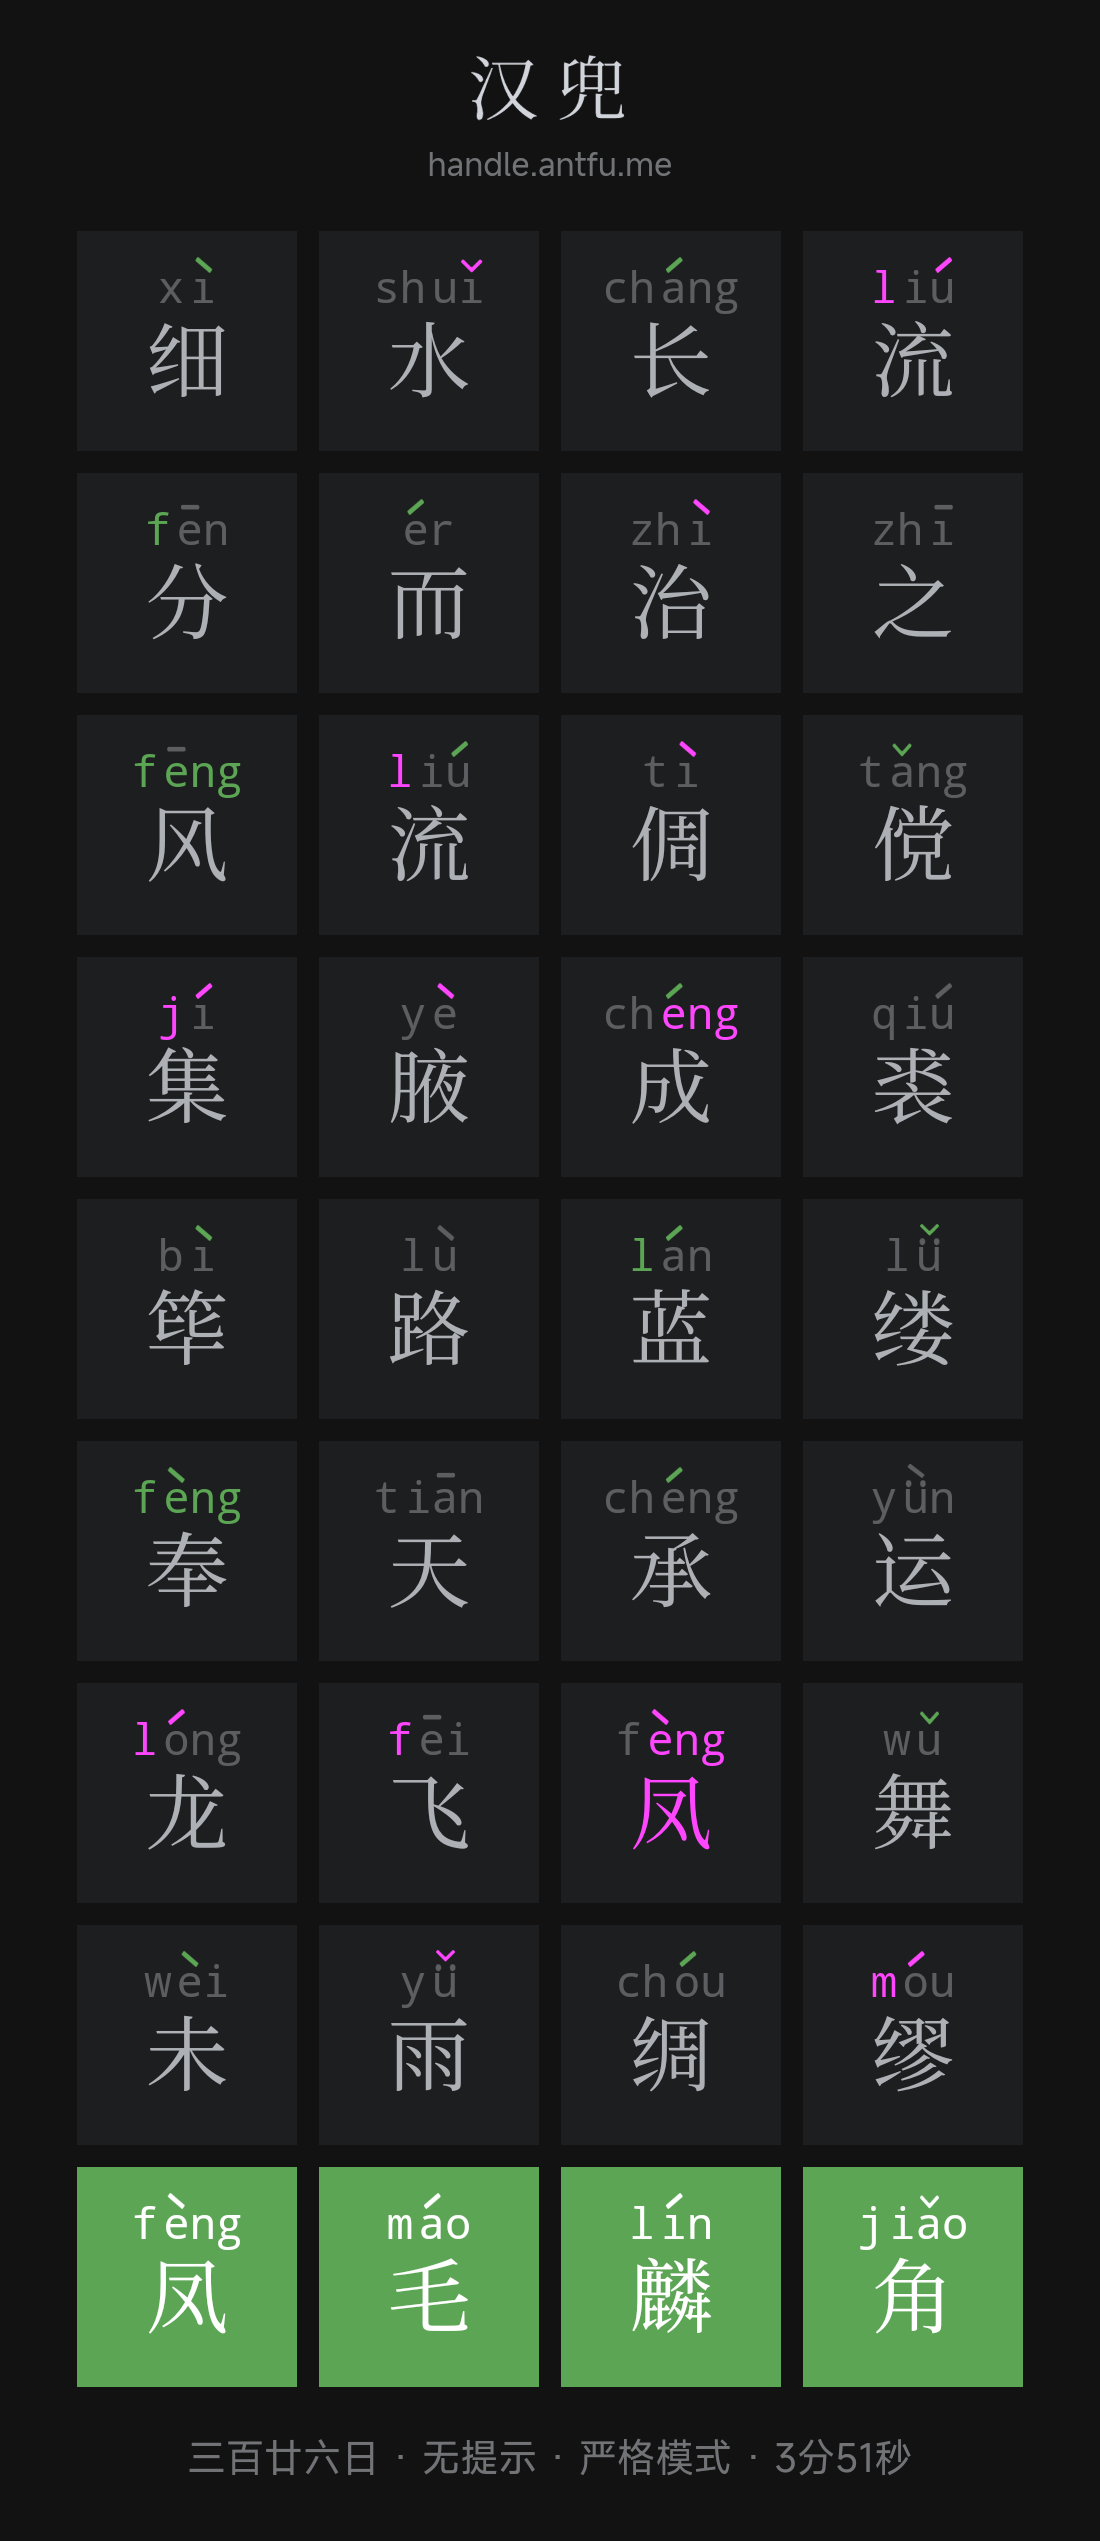 汉兜
handle.antfu.me
xì shuǐ cháng liú
细 水 长 流
fēn ér zhì zhī
分 而 治 之
fēng liú tì tǎng
风 流 倜 傥
jí yè chéng qiú
集 腋 成 裘
bì lù lán lǚ
筚 路 蓝 缕
fèng tiān chéng yǜn
奉 天 承 运
lóng fēi fèng wǔ
龙 飞 凤 舞
wèi yǚ chóu móu
未 雨 绸 缪
fèng máo lín jiǎo
凤 毛 麟 角
三百廿六日 · 无提示 · 严格模式 · 3分51秒